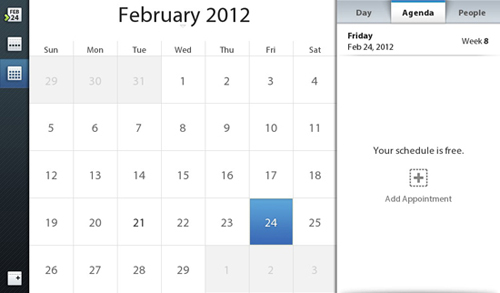 FEB
24
February 2012
Sun Mon Tue Wed Thu Fri Sat
29 30 31 1 2 3 4
5 6 7 8 9 10 11
12 13 14 15 16 17 18
19 20 21 22 23 24 25
26 27 28 29 1 2 3
Day Agenda People
Friday
Feb 24, 2012 Week 8
Your schedule is free.
Add Appointment